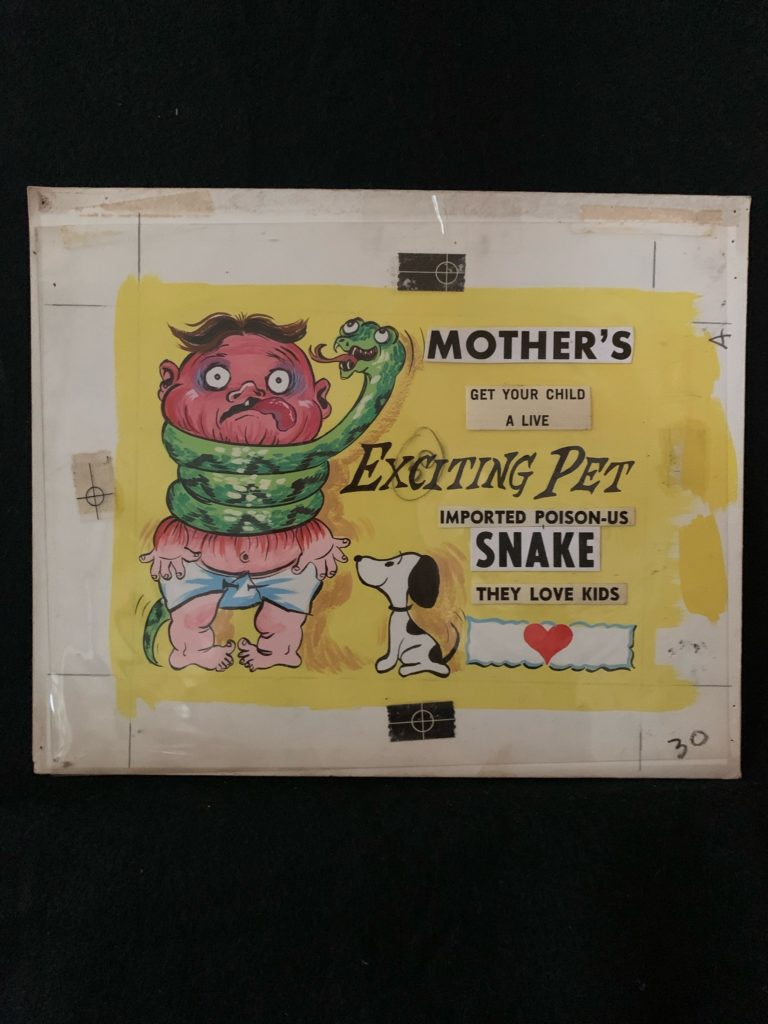 MOTHER'S
GET YOUR CHILD
A LIVE
EXCITING PET
IMPORTED POISON-US
SNAKE
THEY LOVE KIDS
A
30